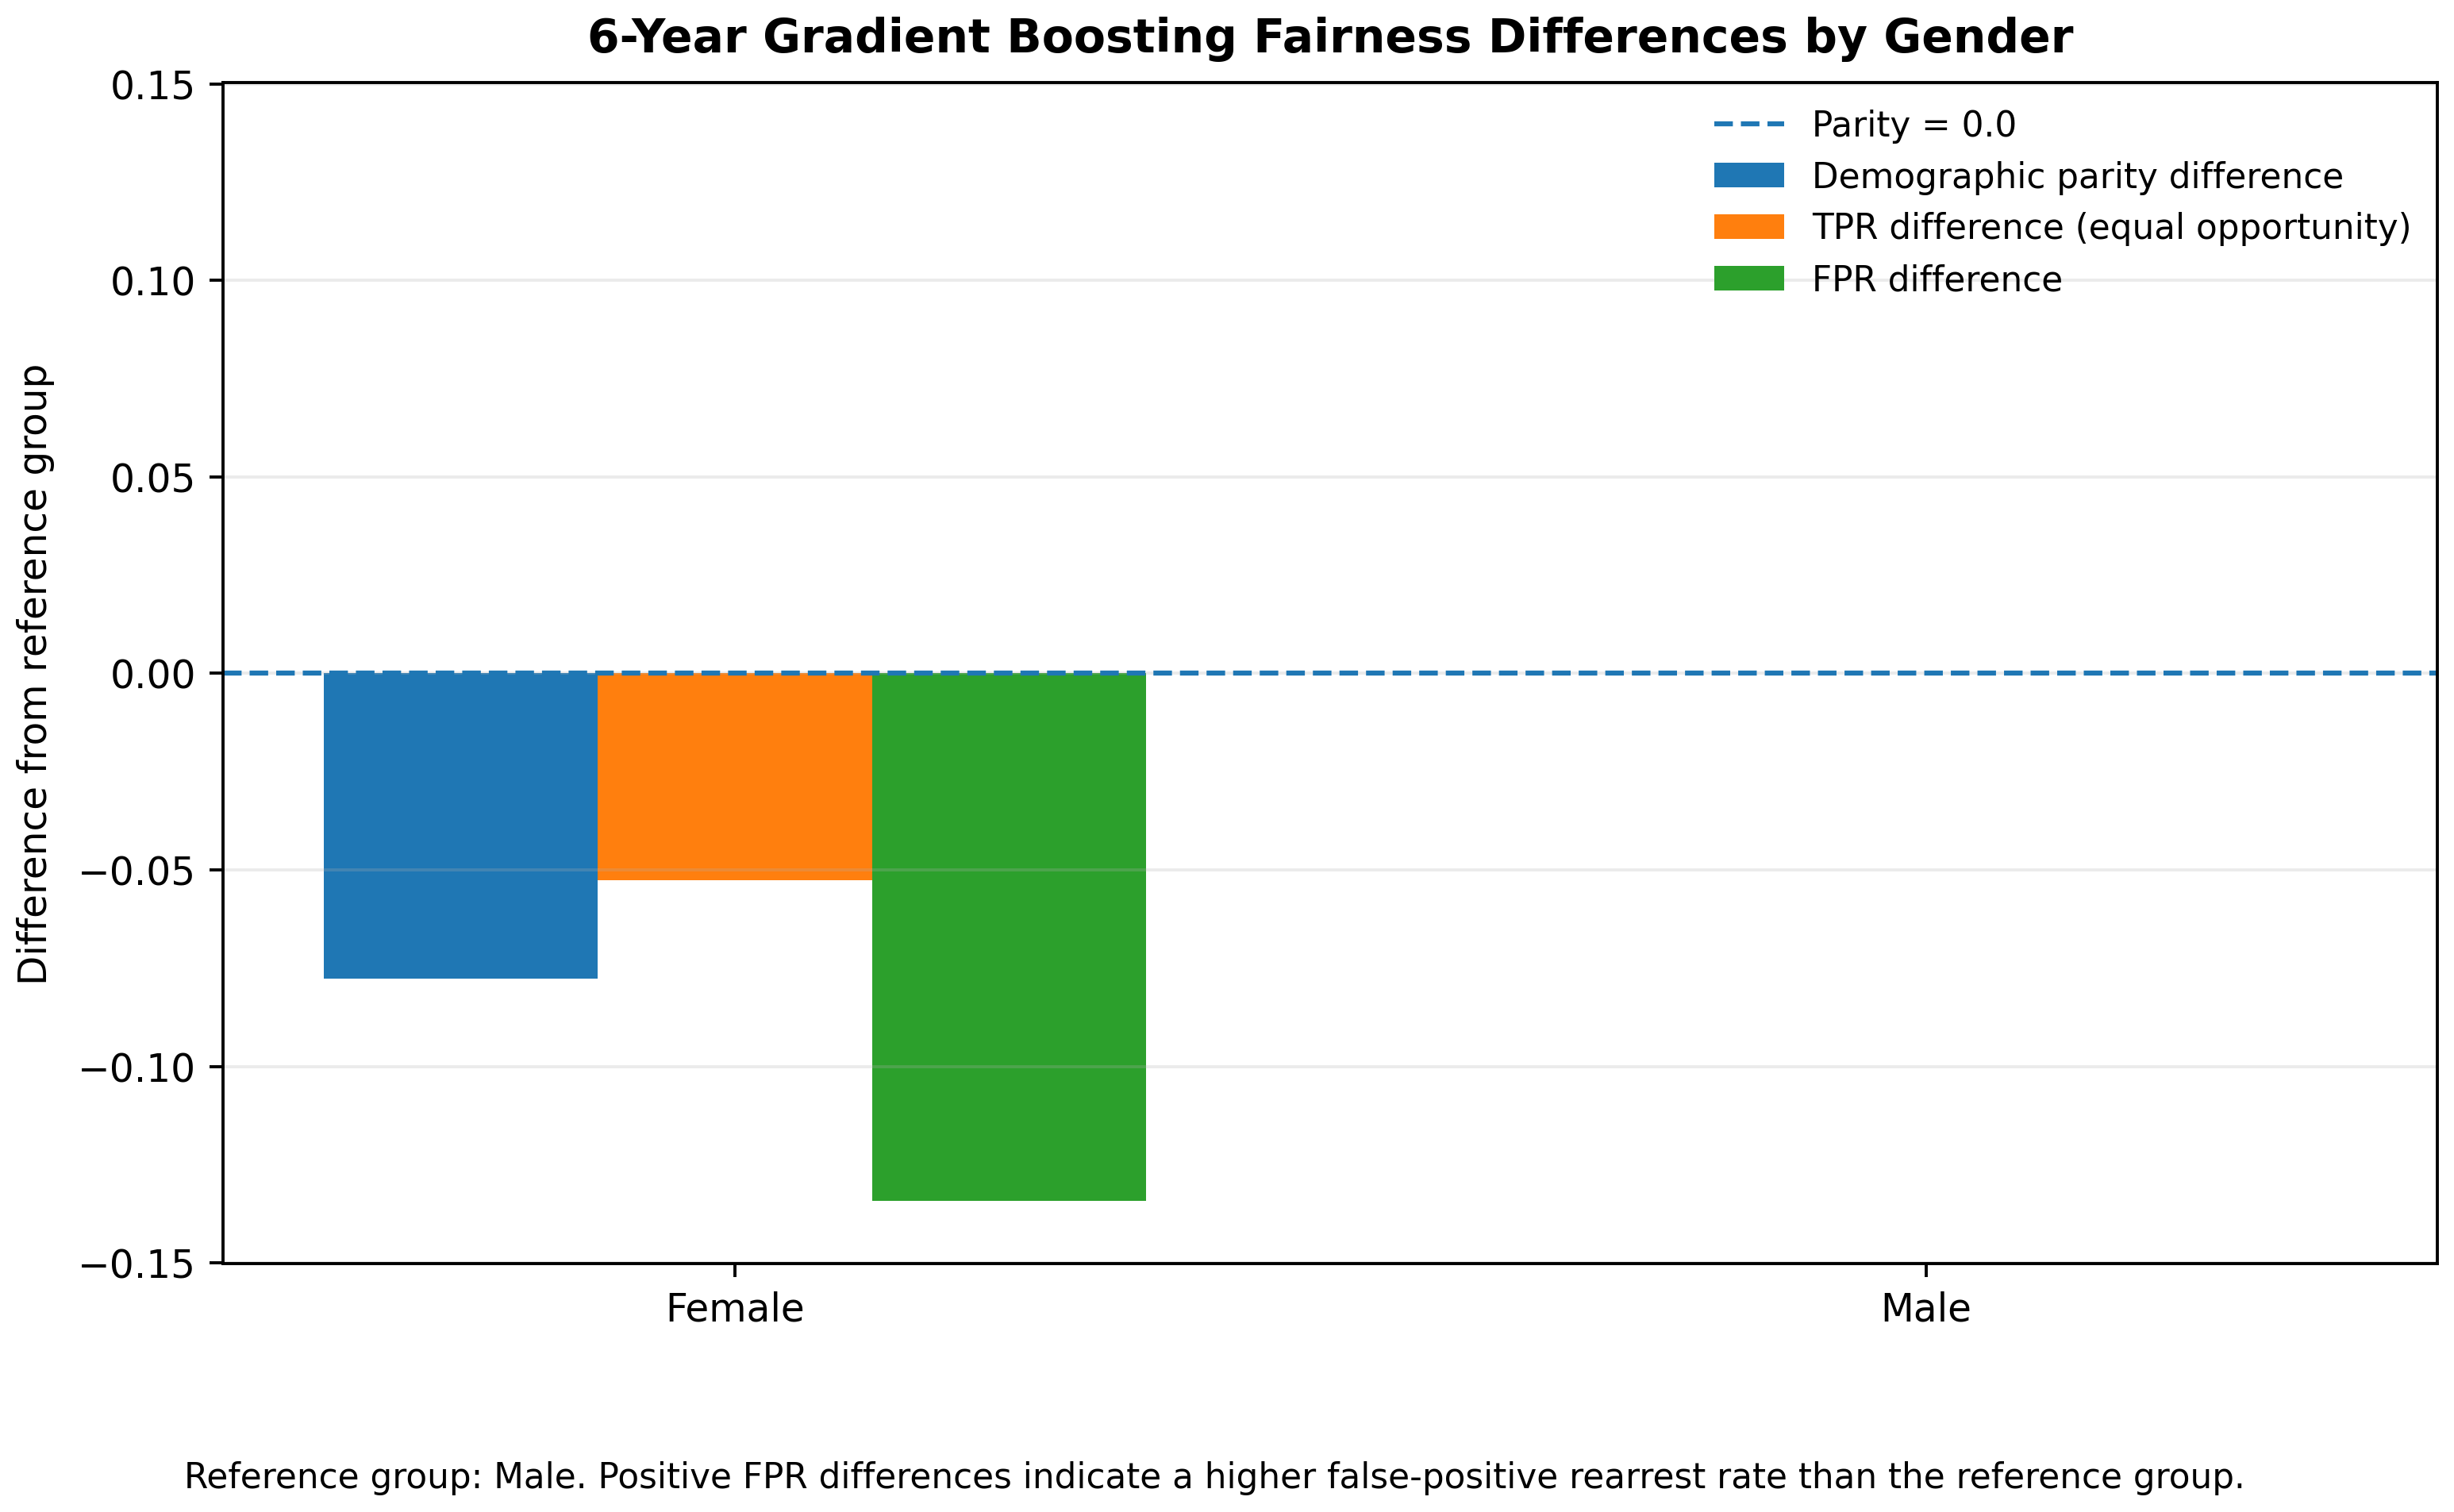 6-Year Gradient Boosting Fairness Differences by Gender
Parity = 0.0
Demographic parity difference
TPR difference (equal opportunity)
FPR difference
Difference from reference group
0.15
0.10
0.05
0.00
−0.05
−0.10
−0.15
Female
Male
Reference group: Male. Positive FPR differences indicate a higher false-positive rearrest rate than the reference group.